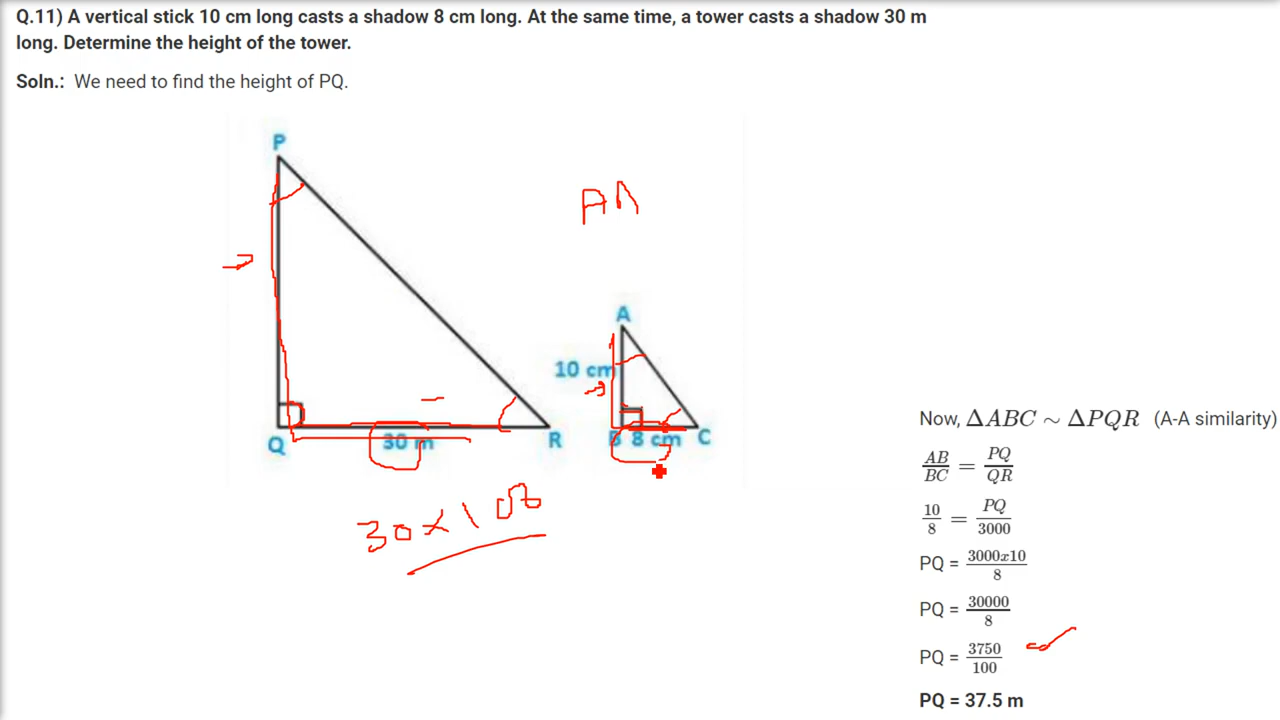 Q.11) A vertical stick 10 cm long casts a shadow 8 cm long. At the same time, a tower casts a shadow 30 m
long. Determine the height of the tower.
Soln.: We need to find the height of PQ.
P
AA
A
10 cm
Q
30 m
R
B 8 cm C
30 × 100
Now, ΔABC ~ ΔPQR (A-A similarity)
AB/BC = PQ/QR
10/8 = PQ/3000
PQ = 3000x10/8
PQ = 30000/8
PQ = 3750/100
PQ = 37.5 m